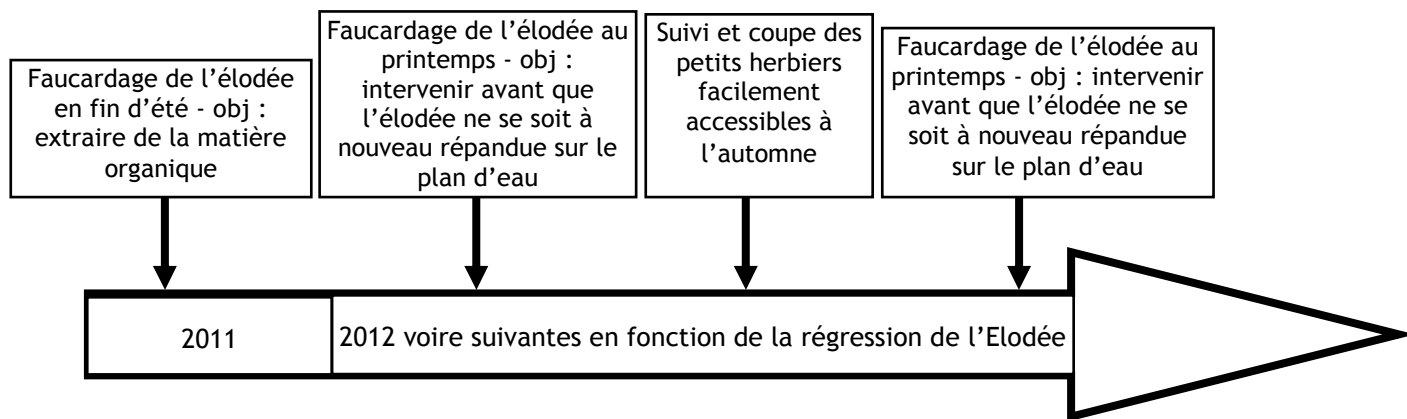 Faucardage de l’élodée
en fin d’été - obj :
extraire de la matière
organique
Faucardage de l’élodée au
printemps - obj :
intervenir avant que
l’élodée ne se soit à
nouveau répandue sur le
plan d’eau
Suivi et coupe des
petits herbiers
facilement
accessibles à
l’automne
Faucardage de l’élodée au
printemps - obj : intervenir
avant que l’élodée ne se
soit à nouveau répandue
sur le plan d’eau
2011
2012 voire suivantes en fonction de la régression de l’Elodée